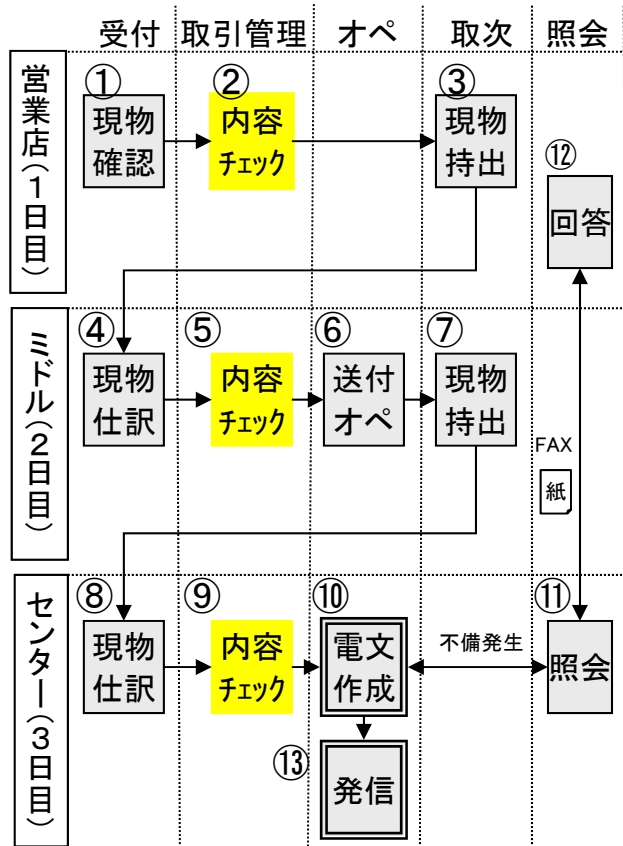 受付
取引管理
オペ
取次
照会
営業店(1日目)
①
現物
確認
②
内容
チェック
③
現物
持出
⑫
回答
ミドル(2日目)
④
現物
仕訳
⑤
内容
チェック
⑥
送付
オペ
⑦
現物
持出
FAX
紙
センター(3日目)
⑧
現物
仕訳
⑨
内容
チェック
⑩
電文
作成
不備発生
⑪
照会
⑬
発信